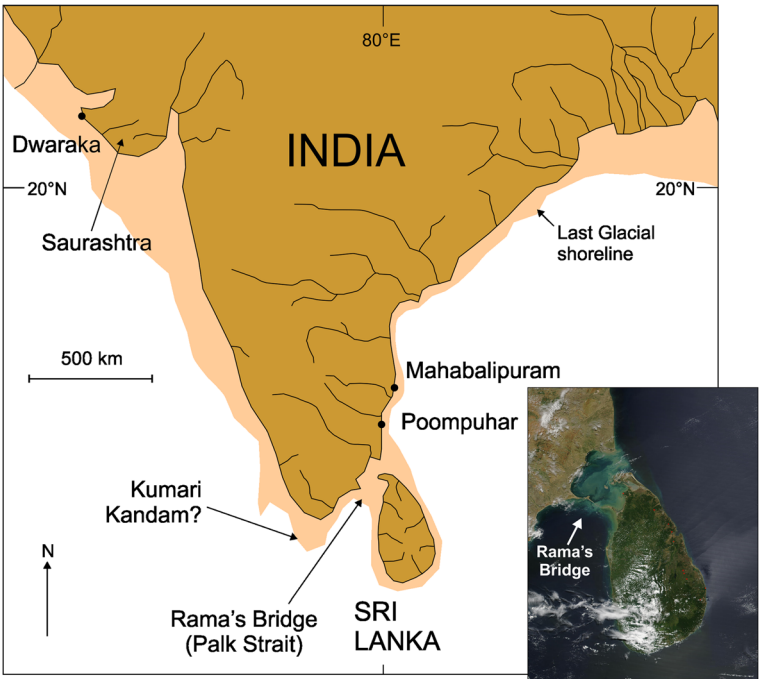 80°E
INDIA
Dwaraka
20°N
20°N
Saurashtra
Last Glacial
shoreline
500 km
Mahabalipuram
Poompuhar
Kumari
Kandam?
N
Rama's Bridge
(Palk Strait)
SRI
LANKA
Rama's
Bridge